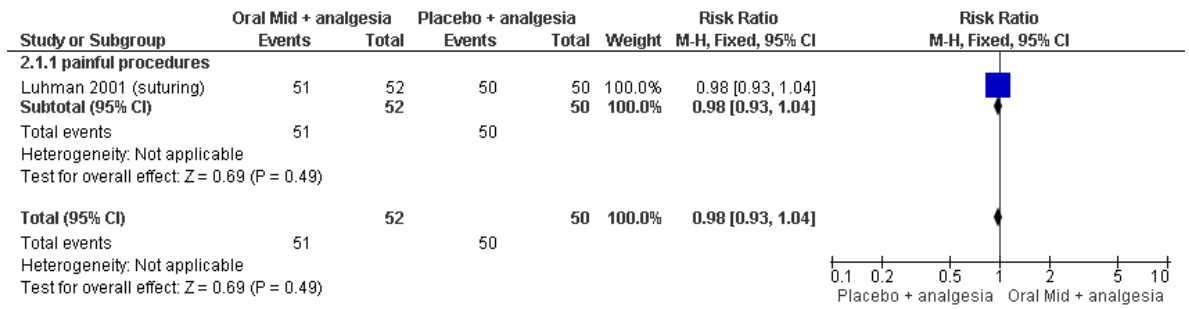 Oral Mid + analgesia Placebo + analgesia Risk Ratio Risk Ratio
Study or Subgroup Events Total Events Total Weight M-H, Fixed, 95% CI M-H, Fixed, 95% CI
2.1.1 painful procedures
Luhman 2001 (suturing) 51 52 50 50 100.0% 0.98 [0.93, 1.04]
Subtotal (95% CI) 52 50 100.0% 0.98 [0.93, 1.04]
Total events 51 50
Heterogeneity: Not applicable
Test for overall effect: Z = 0.69 (P = 0.49)
Total (95% CI) 52 50 100.0% 0.98 [0.93, 1.04]
Total events 51 50
Heterogeneity: Not applicable
Test for overall effect: Z = 0.69 (P = 0.49)
0.1 0.2 0.5 1 2 5 10
Placebo + analgesia Oral Mid + analgesia